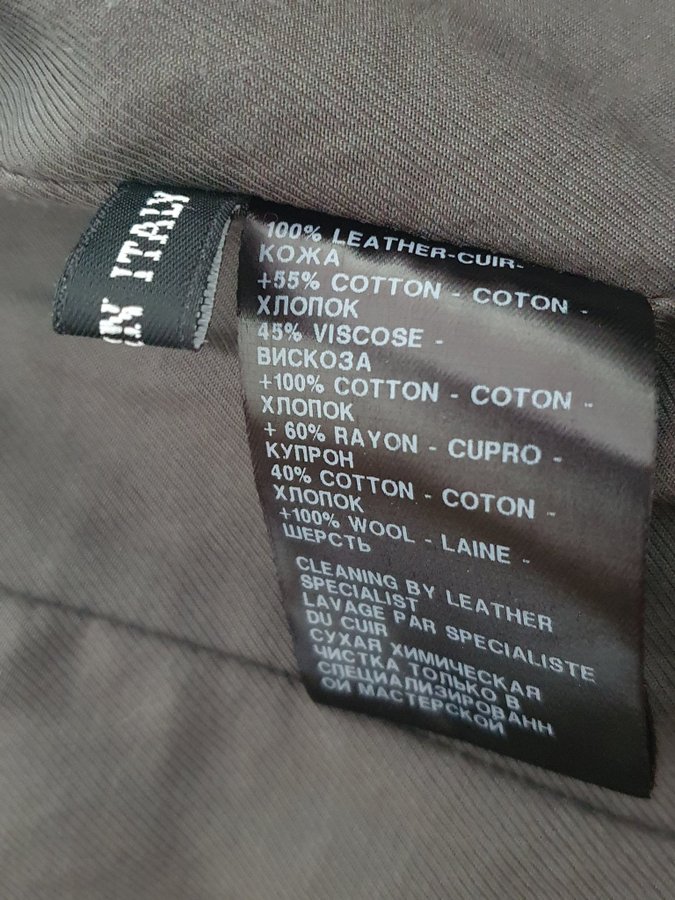 IN ITALY
100% LEATHER-CUIR-
КОЖА
+55% COTTON - COTON -
ХЛОПОК
45% VISCOSE -
ВИСКОЗА
+100% COTTON - COTON -
ХЛОПОК
+ 60% RAYON - CUPRO -
КУПРОН
40% COTTON - COTON -
ХЛОПОК
+100% WOOL - LAINE -
ШЕРСТЬ
CLEANING BY LEATHER
SPECIALIST
LAVAGE PAR SPECIALISTE
DU CUIR
СУХАЯ ХИМИЧЕСКАЯ
ЧИСТКА ТОЛЬКО В
СПЕЦИАЛИЗИРОВАНН
ОЙ МАСТЕРСКОЙ